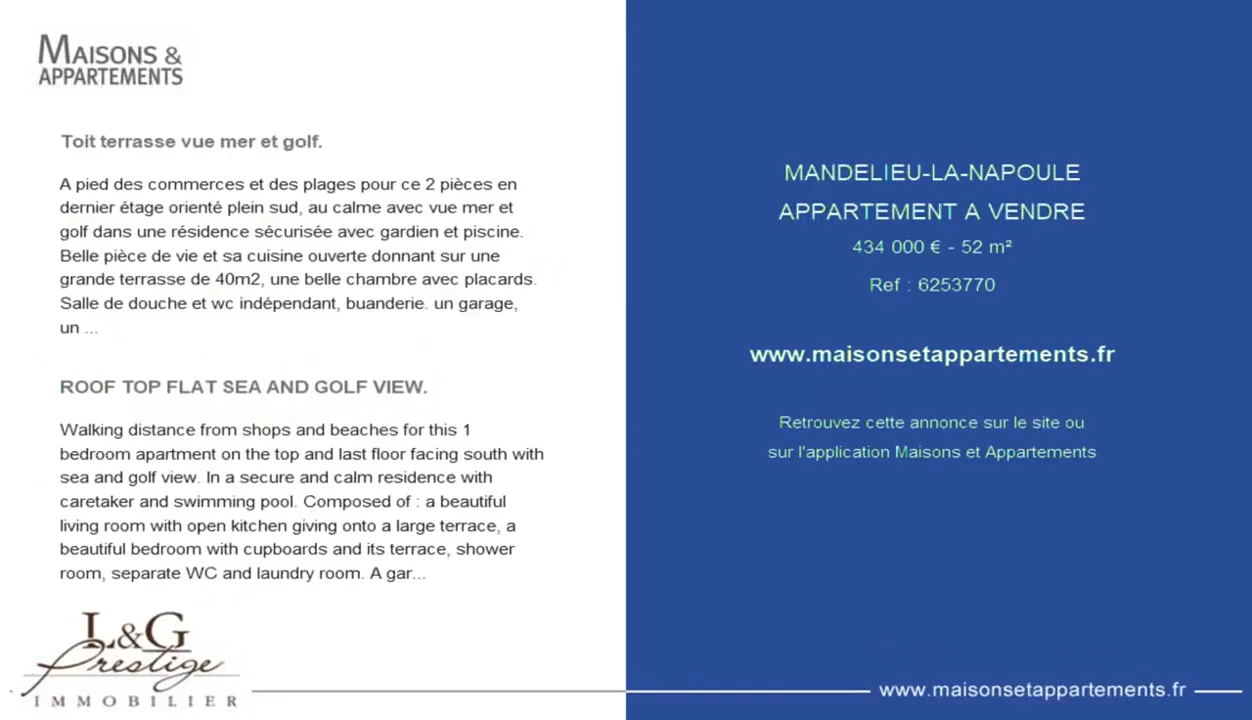 MAISONS &
APPARTEMENTS
Toit terrasse vue mer et golf.
A pied des commerces et des plages pour ce 2 pièces en
dernier étage orienté plein sud, au calme avec vue mer et
golf dans une résidence sécurisée avec gardien et piscine.
Belle pièce de vie et sa cuisine ouverte donnant sur une
grande terrasse de 40m2, une belle chambre avec placards.
Salle de douche et wc indépendant, buanderie. un garage,
un ...
ROOF TOP FLAT SEA AND GOLF VIEW.
Walking distance from shops and beaches for this 1
bedroom apartment on the top and last floor facing south with
sea and golf view. In a secure and calm residence with
caretaker and swimming pool. Composed of : a beautiful
living room with open kitchen giving onto a large terrace, a
beautiful bedroom with cupboards and its terrace, shower
room, separate WC and laundry room. A gar...
L&G
Prestige
IMMOBILIER
MANDELIEU-LA-NAPOULE
APPARTEMENT A VENDRE
434 000 € - 52 m²
Ref : 6253770
www.maisonsetappartements.fr
Retrouvez cette annonce sur le site ou
sur l'application Maisons et Appartements
www.maisonsetappartements.fr